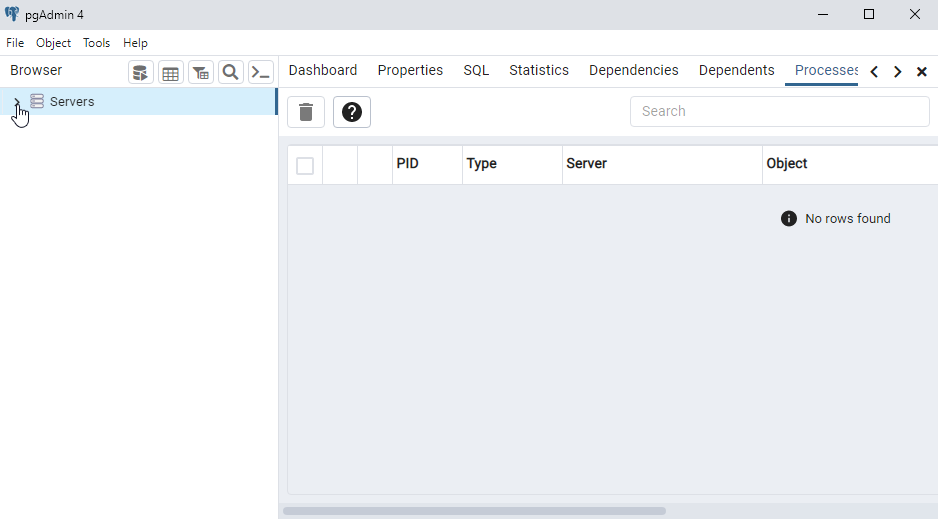 pgAdmin 4
File Object Tools Help
Browser
Dashboard Properties SQL Statistics Dependencies Dependents Processes
Servers
Search
PID Type Server Object
No rows found